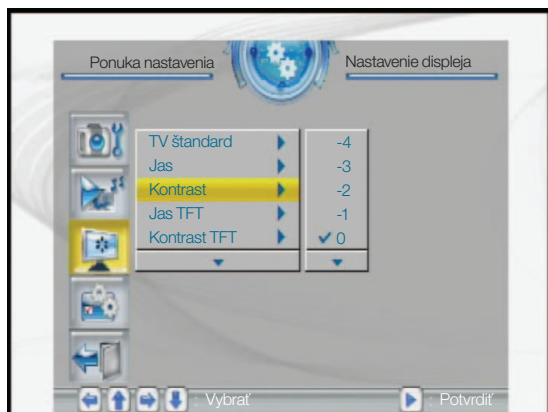 Ponuka nastavenia
Nastavenie displeja
TV štandard
Jas
Kontrast
Jas TFT
Kontrast TFT
-4
-3
-2
-1
0
: Vybrať
: Potvrdiť